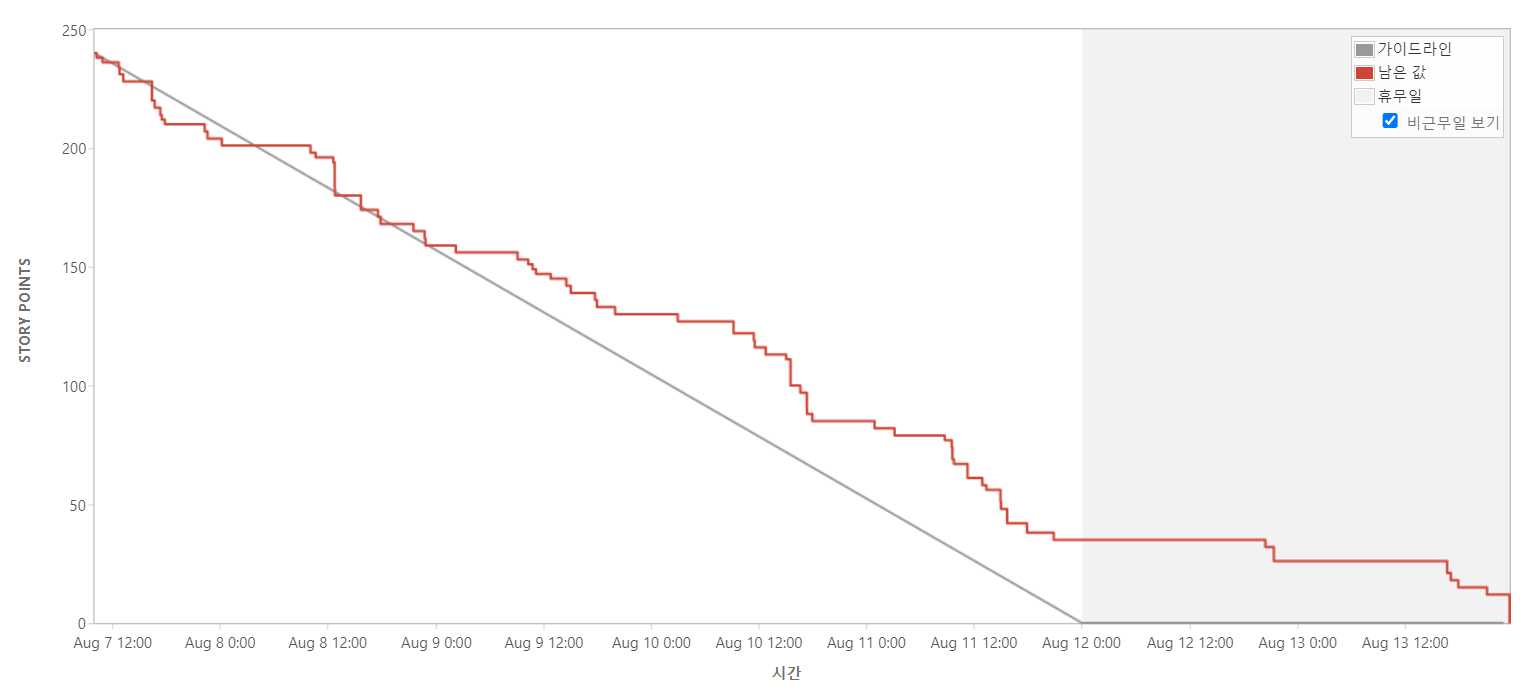 250
200
150
100
50
0
STORY POINTS
가이드라인
남은 값
휴무일
비근무일 보기
Aug 7 12:00
Aug 8 0:00
Aug 8 12:00
Aug 9 0:00
Aug 9 12:00
Aug 10 0:00
Aug 10 12:00
Aug 11 0:00
Aug 11 12:00
Aug 12 0:00
Aug 12 12:00
Aug 13 0:00
Aug 13 12:00
시간